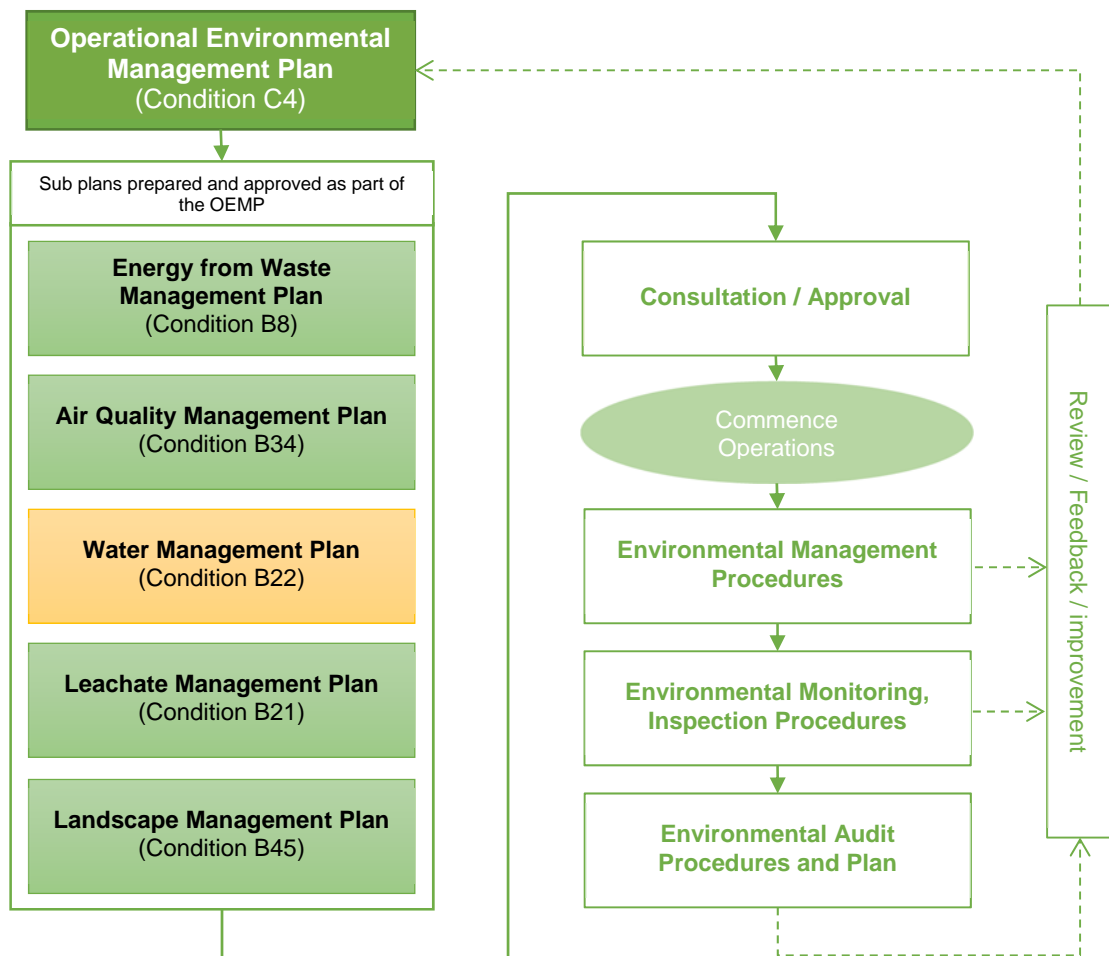 Operational Environmental
Management Plan
(Condition C4)
Sub plans prepared and approved as part of
the OEMP
Energy from Waste
Management Plan
(Condition B8)
Air Quality Management Plan
(Condition B34)
Water Management Plan
(Condition B22)
Leachate Management Plan
(Condition B21)
Landscape Management Plan
(Condition B45)
Consultation / Approval
Commence
Operations
Environmental Management
Procedures
Environmental Monitoring,
Inspection Procedures
Environmental Audit
Procedures and Plan
Review / Feedback / improvement